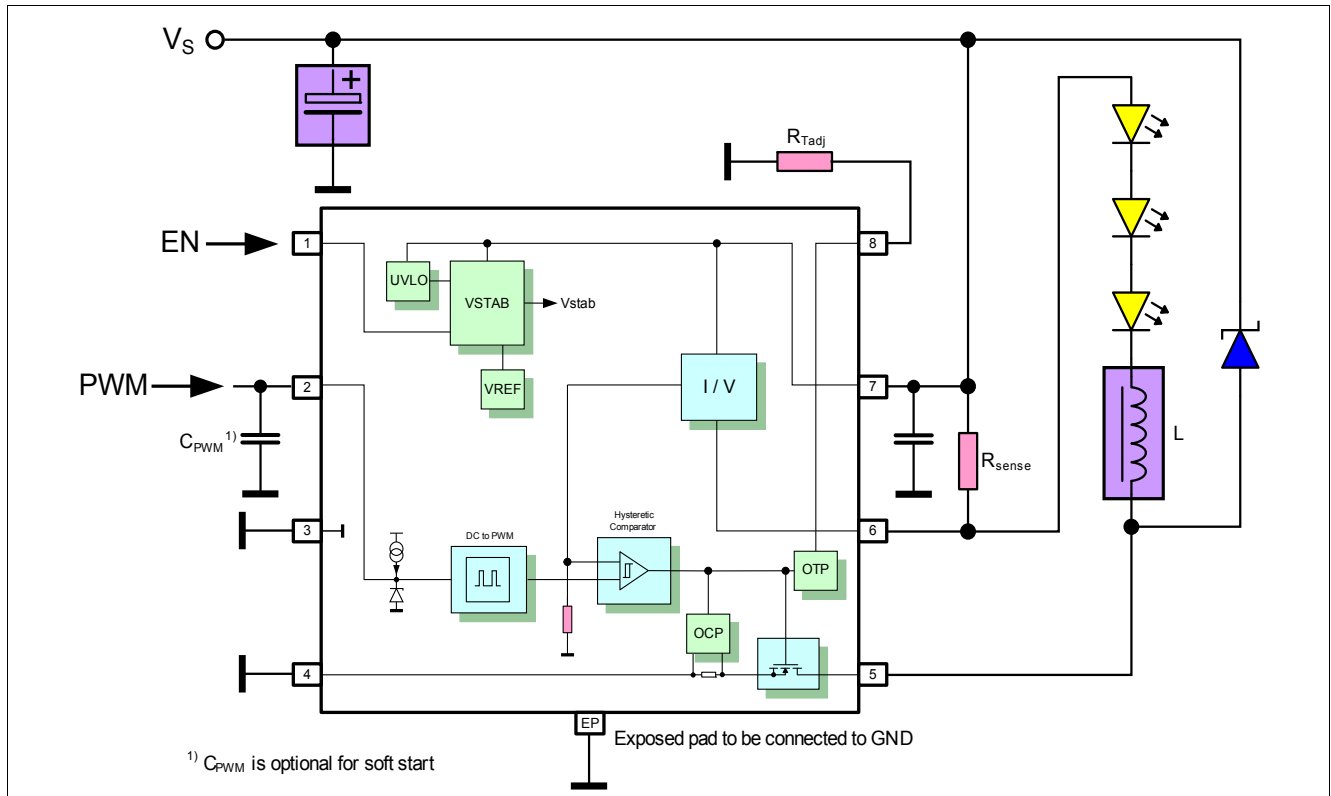 VS
+
RTadj
EN
1
8
UVLO
VSTAB
Vstab
PWM
2
VREF
I / V
7
CPWM 1)
Rsense
L
3
DC to PWM
Hysteretic
Comparator
6
OTP
OCP
4
5
EP
Exposed pad to be connected to GND
1) CPWM is optional for soft start